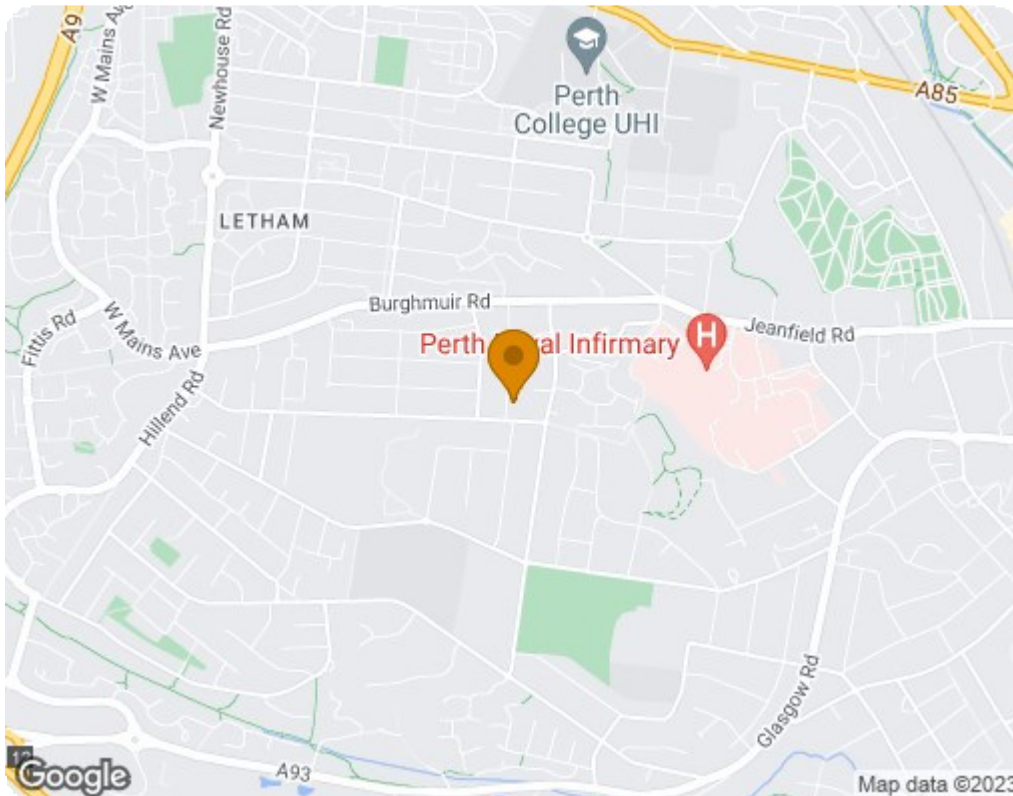 A9
W Mains Ave
Newhouse Rd
Perth
College UHI
A85
LETHAM
Burghmuir Rd
Jeanfield Rd
Fittis Rd
W Mains Ave
Perth al Infirmary
H
Hillend Rd
Glasgow Rd
A93
Google
Map data ©2023